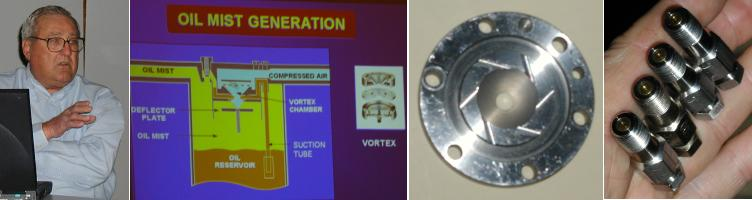 OIL MIST GENERATION
OIL MIST
COMPRESSED AIR
DEFLECTOR
PLATE
VORTEX
CHAMBER
OIL MIST
SUCTION
TUBE
OIL
RESERVOIR
VORTEX